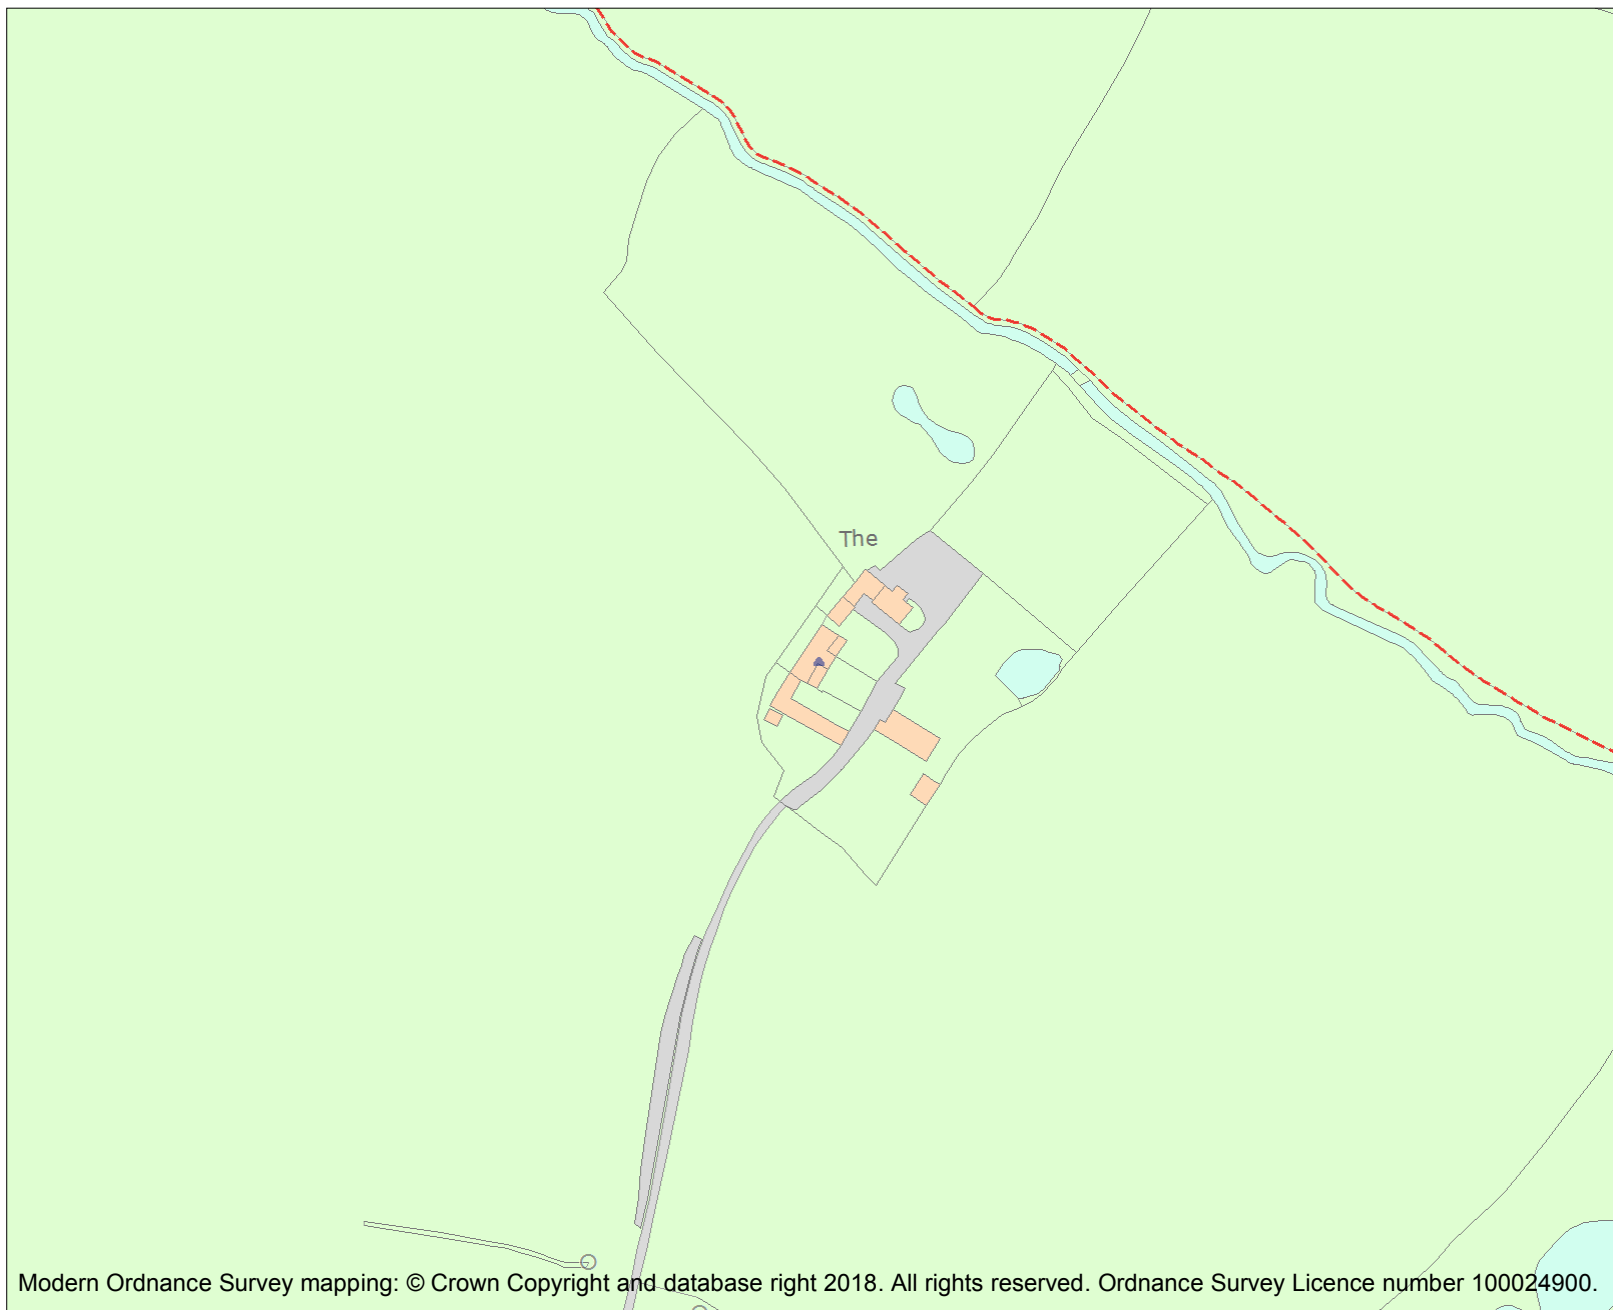 The
Modern Ordnance Survey mapping: © Crown Copyright and database right 2018. All rights reserved. Ordnance Survey Licence number 100024900.